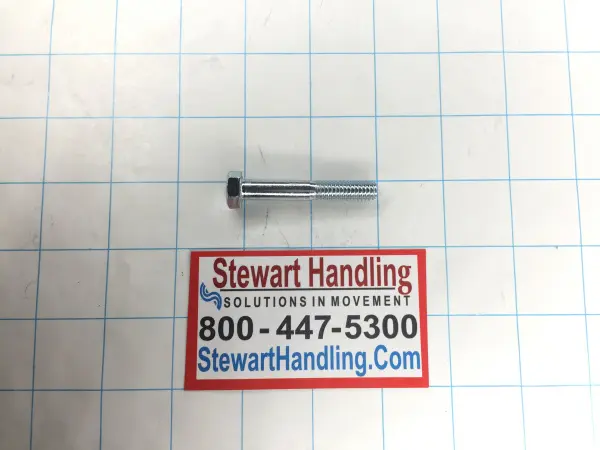 Stewart Handling
SOLUTIONS IN MOVEMENT
800-447-5300
StewartHandling.Com